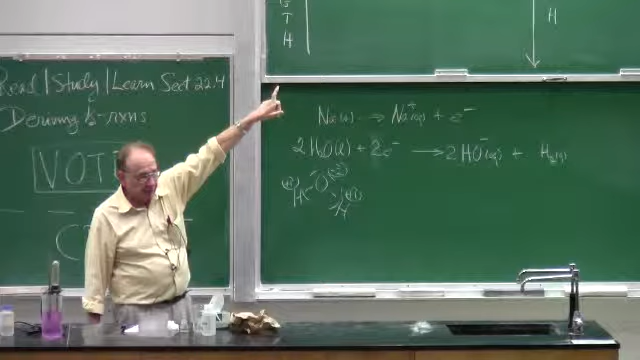 T
H
H
Read | Study | Learn Sect 22.4
Deriving ½-rxns
VOT
Na(s) → Na⁺(aq) + e⁻
2 H₂O(l) + 2e⁻ → 2 HO⁻(aq) + H₂(g)
H O
H